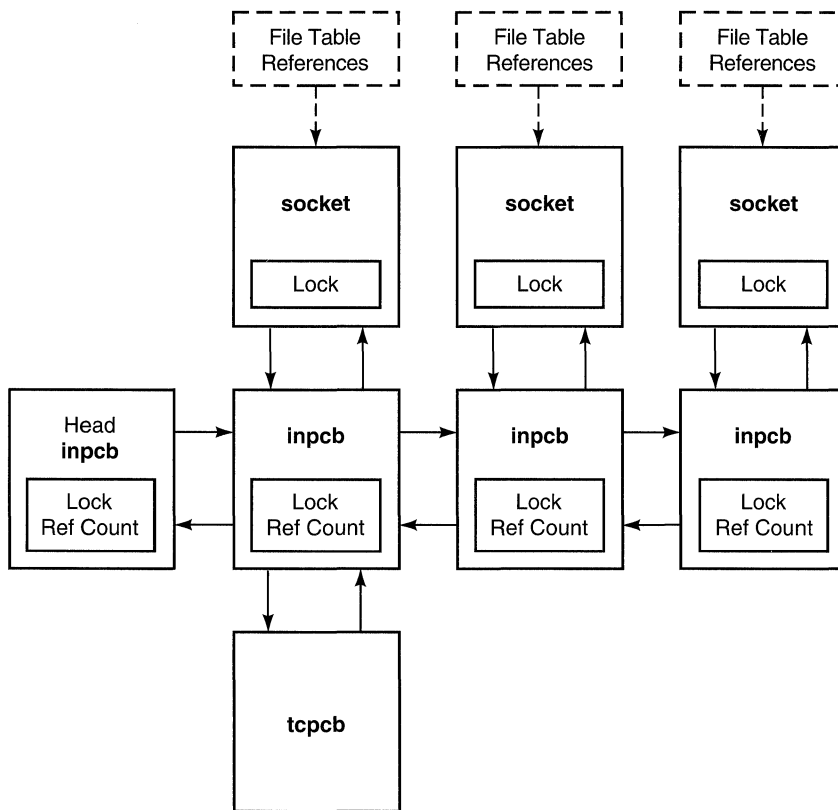 File Table
References
File Table
References
File Table
References
socket
socket
socket
Lock
Lock
Lock
Head
inpcb
inpcb
inpcb
inpcb
Lock
Ref Count
Lock
Ref Count
Lock
Ref Count
Lock
Ref Count
tcpcb